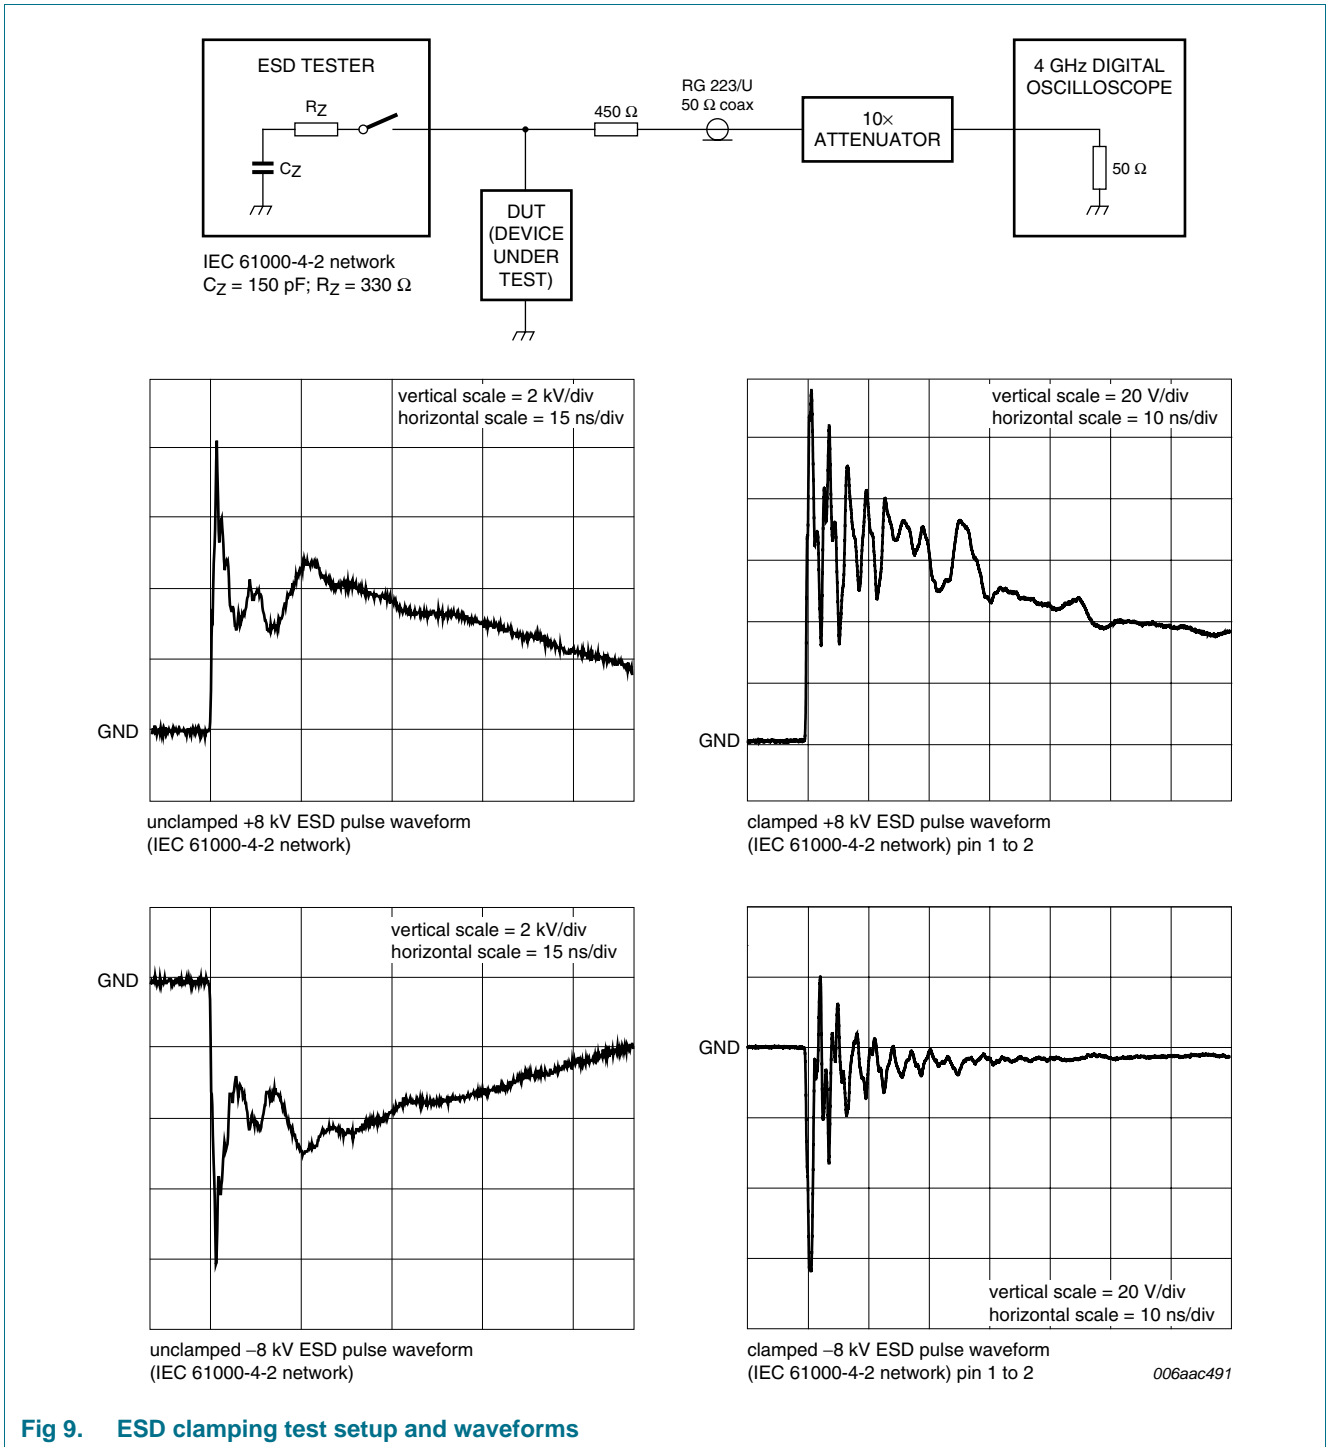 ESD TESTER
RZ
CZ
IEC 61000-4-2 network
CZ = 150 pF; RZ = 330 Ω
DUT
(DEVICE
UNDER
TEST)
450 Ω
RG 223/U
50 Ω coax
10×
ATTENUATOR
4 GHz DIGITAL
OSCILLOSCOPE
50 Ω
vertical scale = 2 kV/div
horizontal scale = 15 ns/div
GND
unclamped +8 kV ESD pulse waveform
(IEC 61000-4-2 network)
vertical scale = 20 V/div
horizontal scale = 10 ns/div
GND
clamped +8 kV ESD pulse waveform
(IEC 61000-4-2 network) pin 1 to 2
vertical scale = 2 kV/div
horizontal scale = 15 ns/div
GND
unclamped −8 kV ESD pulse waveform
(IEC 61000-4-2 network)
GND
vertical scale = 20 V/div
horizontal scale = 10 ns/div
clamped −8 kV ESD pulse waveform
(IEC 61000-4-2 network) pin 1 to 2
006aac491
Fig 9. ESD clamping test setup and waveforms